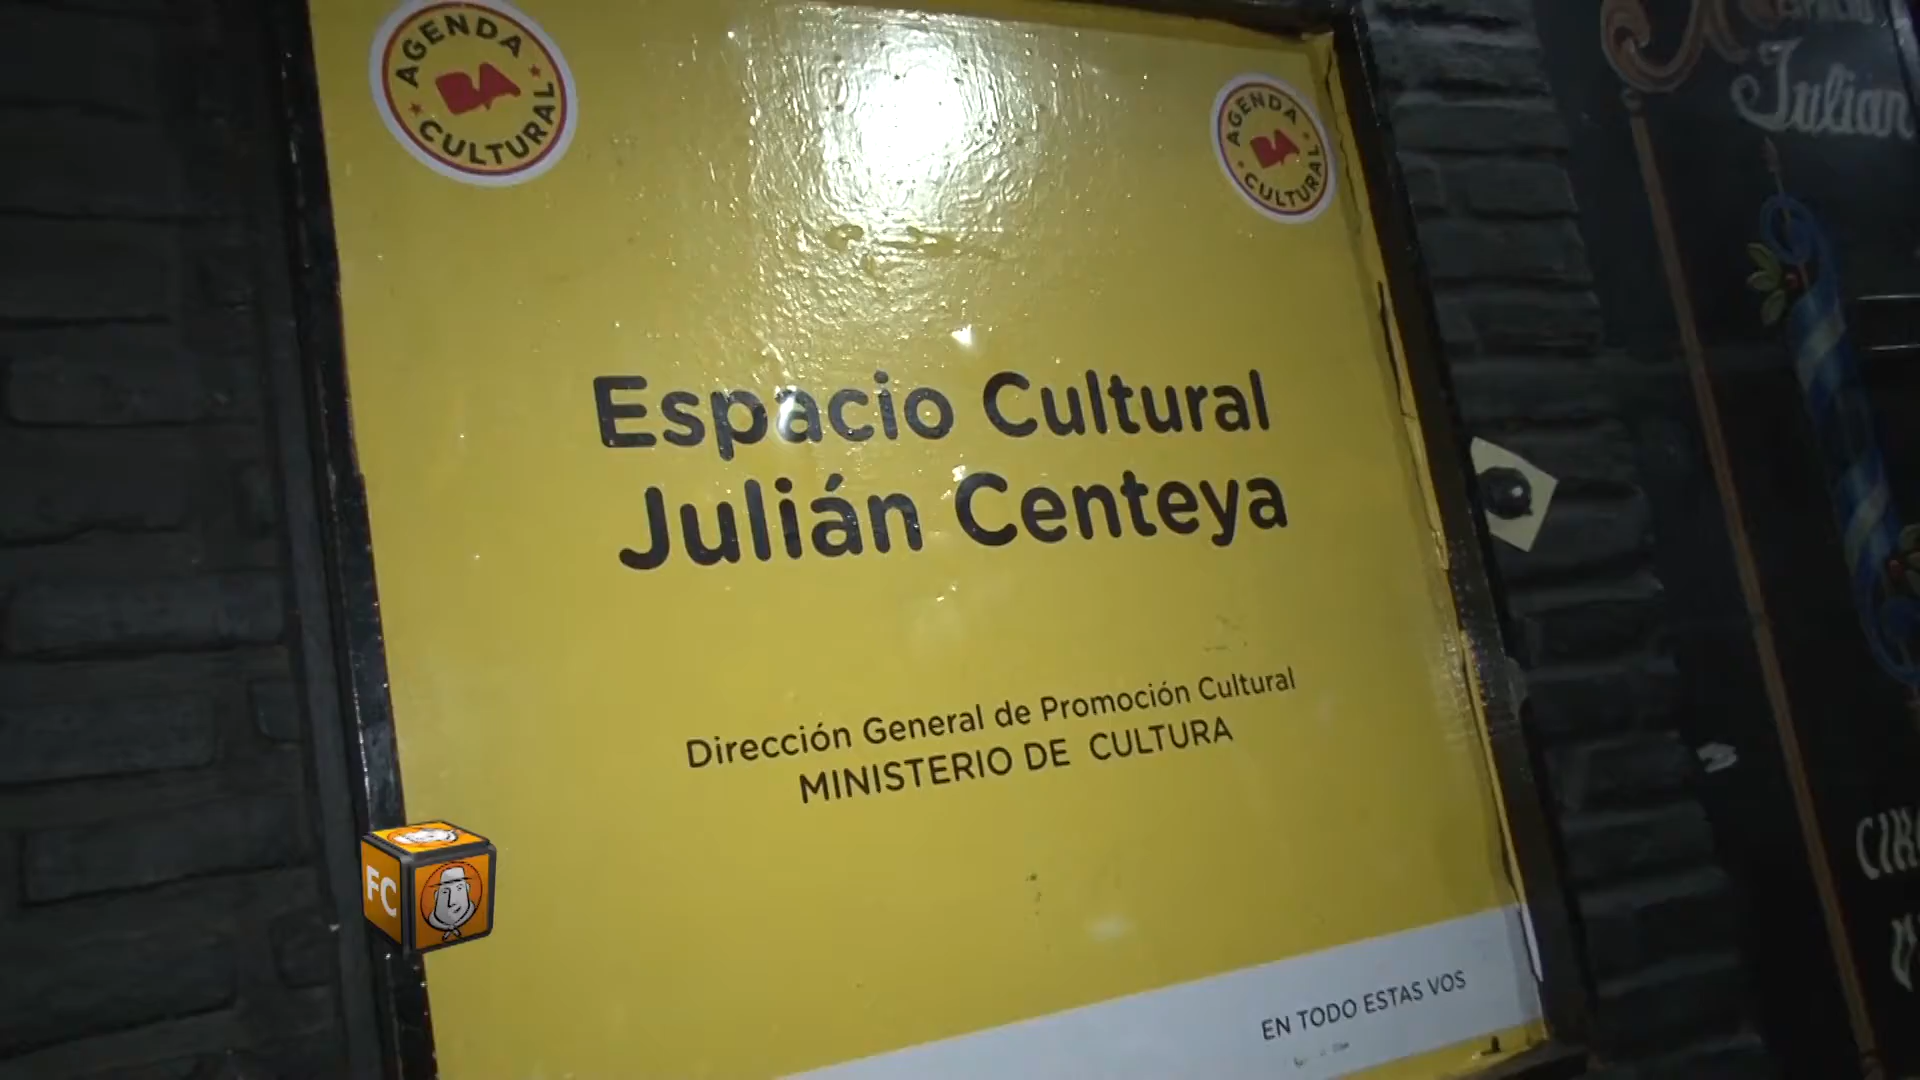 AGENDA
BA
CULTURAL
AGENDA
BA
CULTURAL
Julián
Espacio Cultural
Julián Centeya
Dirección General de Promoción Cultural
MINISTERIO DE CULTURA
FC
EN TODO ESTAS VOS